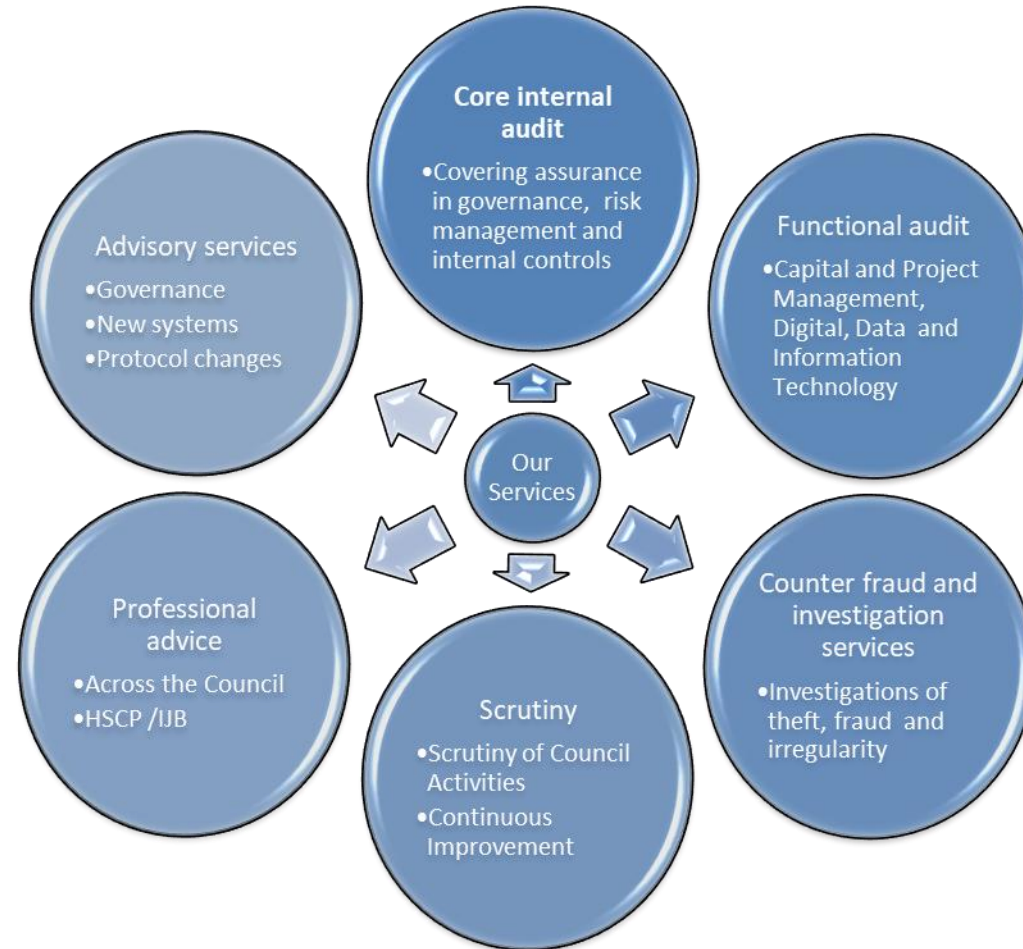 Core internal
audit
•Covering assurance
in governance, risk
management and
internal controls
Functional audit
•Capital and Project
Management,
Digital, Data and
Information
Technology
Counter fraud and
investigation
services
•Investigations of
theft, fraud and
irregularity
Scrutiny
•Scrutiny of Council
Activities
•Continuous
Improvement
Professional
advice
•Across the Council
•HSCP /IJB
Advisory services
•Governance
•New systems
•Protocol changes
Our
Services